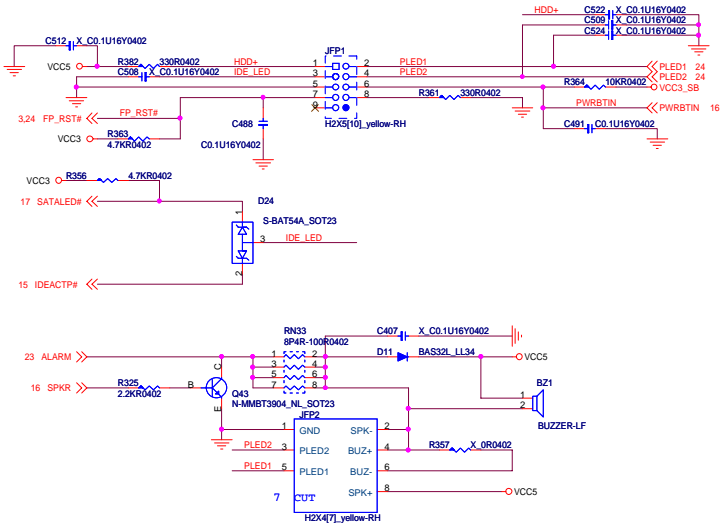 HDD+ C522 X_C0.1U16Y0402
C509 X_C0.1U16Y0402
C524 X_C0.1U16Y0402
C512 X_C0.1U16Y0402
JFP1
VCC5 R382 330R0402 HDD+ 1 2 PLED1 PLED1 24
C508 X_C0.1U16Y0402 IDE_LED 3 4 PLED2 PLED2 24
5 6 R364 10KR0402 VCC3_SB
7 8 R361 330R0402
9 PWRBTIN PWRBTIN 16
3,24 FP_RST# FP_RST#
H2X5[10]_yellow-RH
C488
C0.1U16Y0402
C491 C0.1U16Y0402
VCC3 R363
4.7KR0402
VCC3 R356 4.7KR0402
17 SATALED#
D24
1
S-BAT54A_SOT23
3 IDE_LED
2
15 IDEACTP#
RN33
8P4R-100R0402
C407 X_C0.1U16Y0402
23 ALARM
1 2
3 4
5 6
7 8
D11 BAS32L_LL34
VCC5
16 SPKR R325
2.2KR0402
B C E
Q43
N-MMBT3904_NL_SOT23
BZ1
1
2
BUZZER-LF
JFP2
1 GND SPK- 2
PLED2 3 PLED2 BUZ+ 4 R357 X_0R0402
PLED1 5 PLED1 BUZ- 6
7 CUT SPK+ 8 VCC5
H2X4[7]_yellow-RH